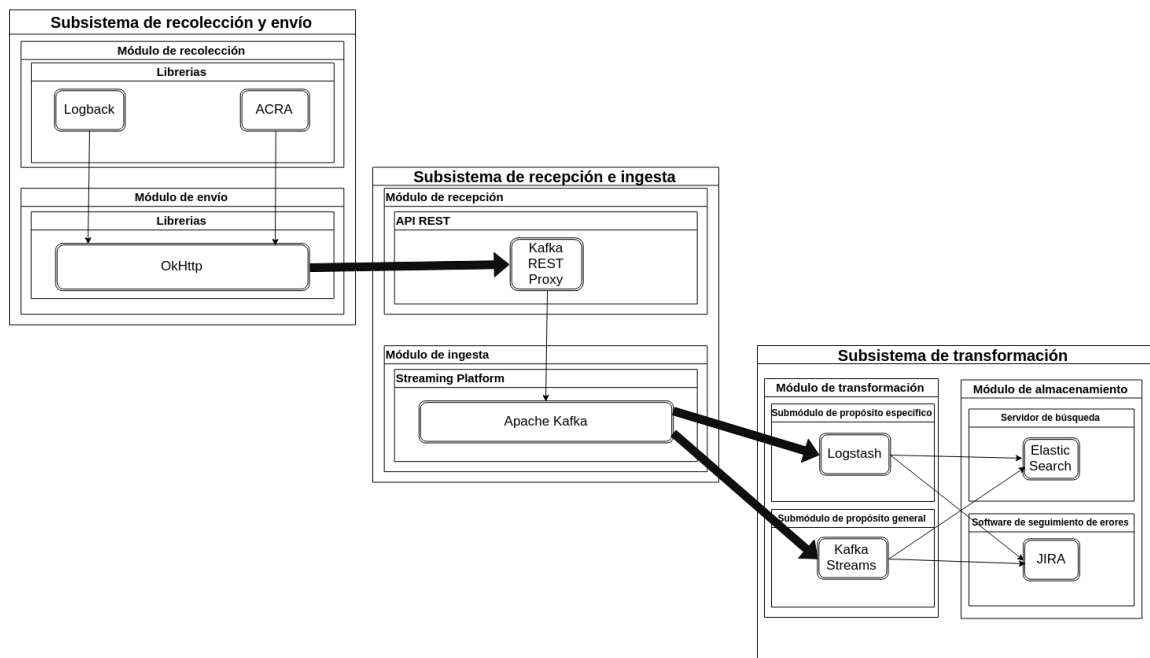 Subsistema de recolección y envío
Módulo de recolección
Librerias
Logback
ACRA
Módulo de envío
Librerias
OkHttp
Subsistema de recepción e ingesta
Módulo de recepción
API REST
Kafka
REST
Proxy
Módulo de ingesta
Streaming Platform
Apache Kafka
Subsistema de transformación
Módulo de transformación
Submódulo de propósito específico
Logstash
Submódulo de propósito general
Kafka
Streams
Módulo de almacenamiento
Servidor de búsqueda
Elastic
Search
Software de seguimiento de erores
JIRA